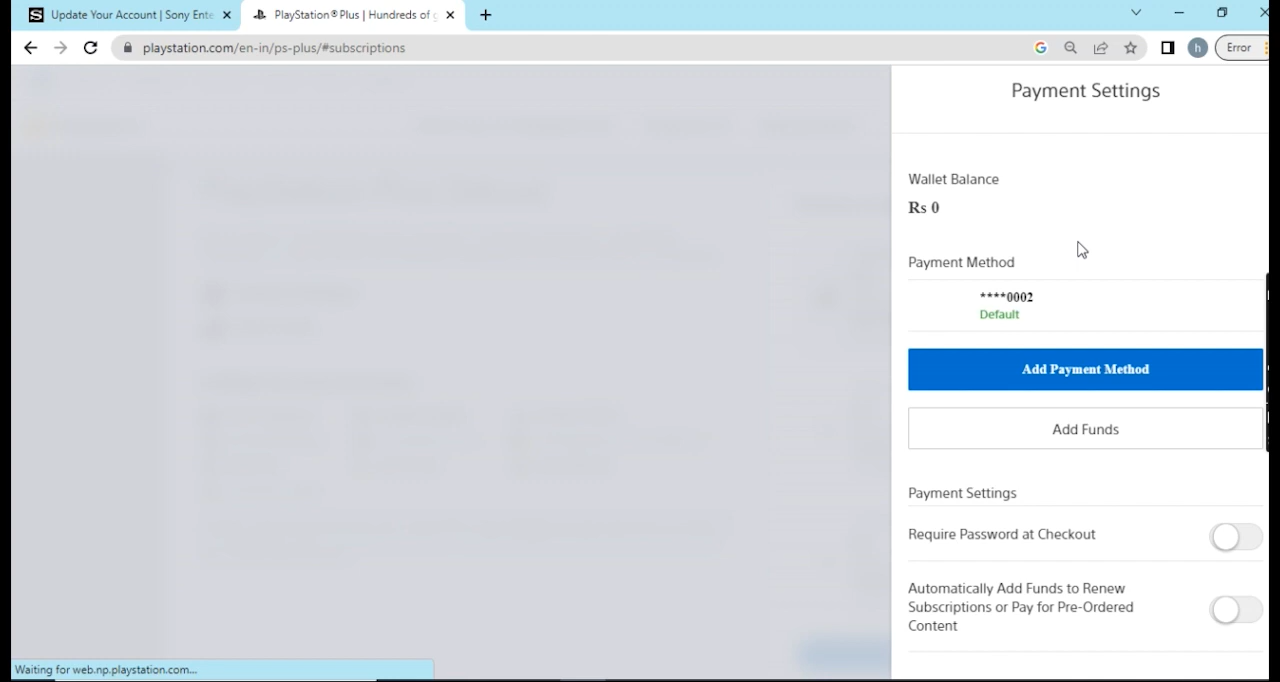 Update Your Account | Sony Ente
PlayStation®Plus | Hundreds of g
playstation.com/en-in/ps-plus/#subscriptions
h
Error
Payment Settings
Wallet Balance
Rs 0
Payment Method
****0002
Default
Add Payment Method
Add Funds
Payment Settings
Require Password at Checkout
Automatically Add Funds to Renew
Subscriptions or Pay for Pre-Ordered
Content
Waiting for web.np.playstation.com...